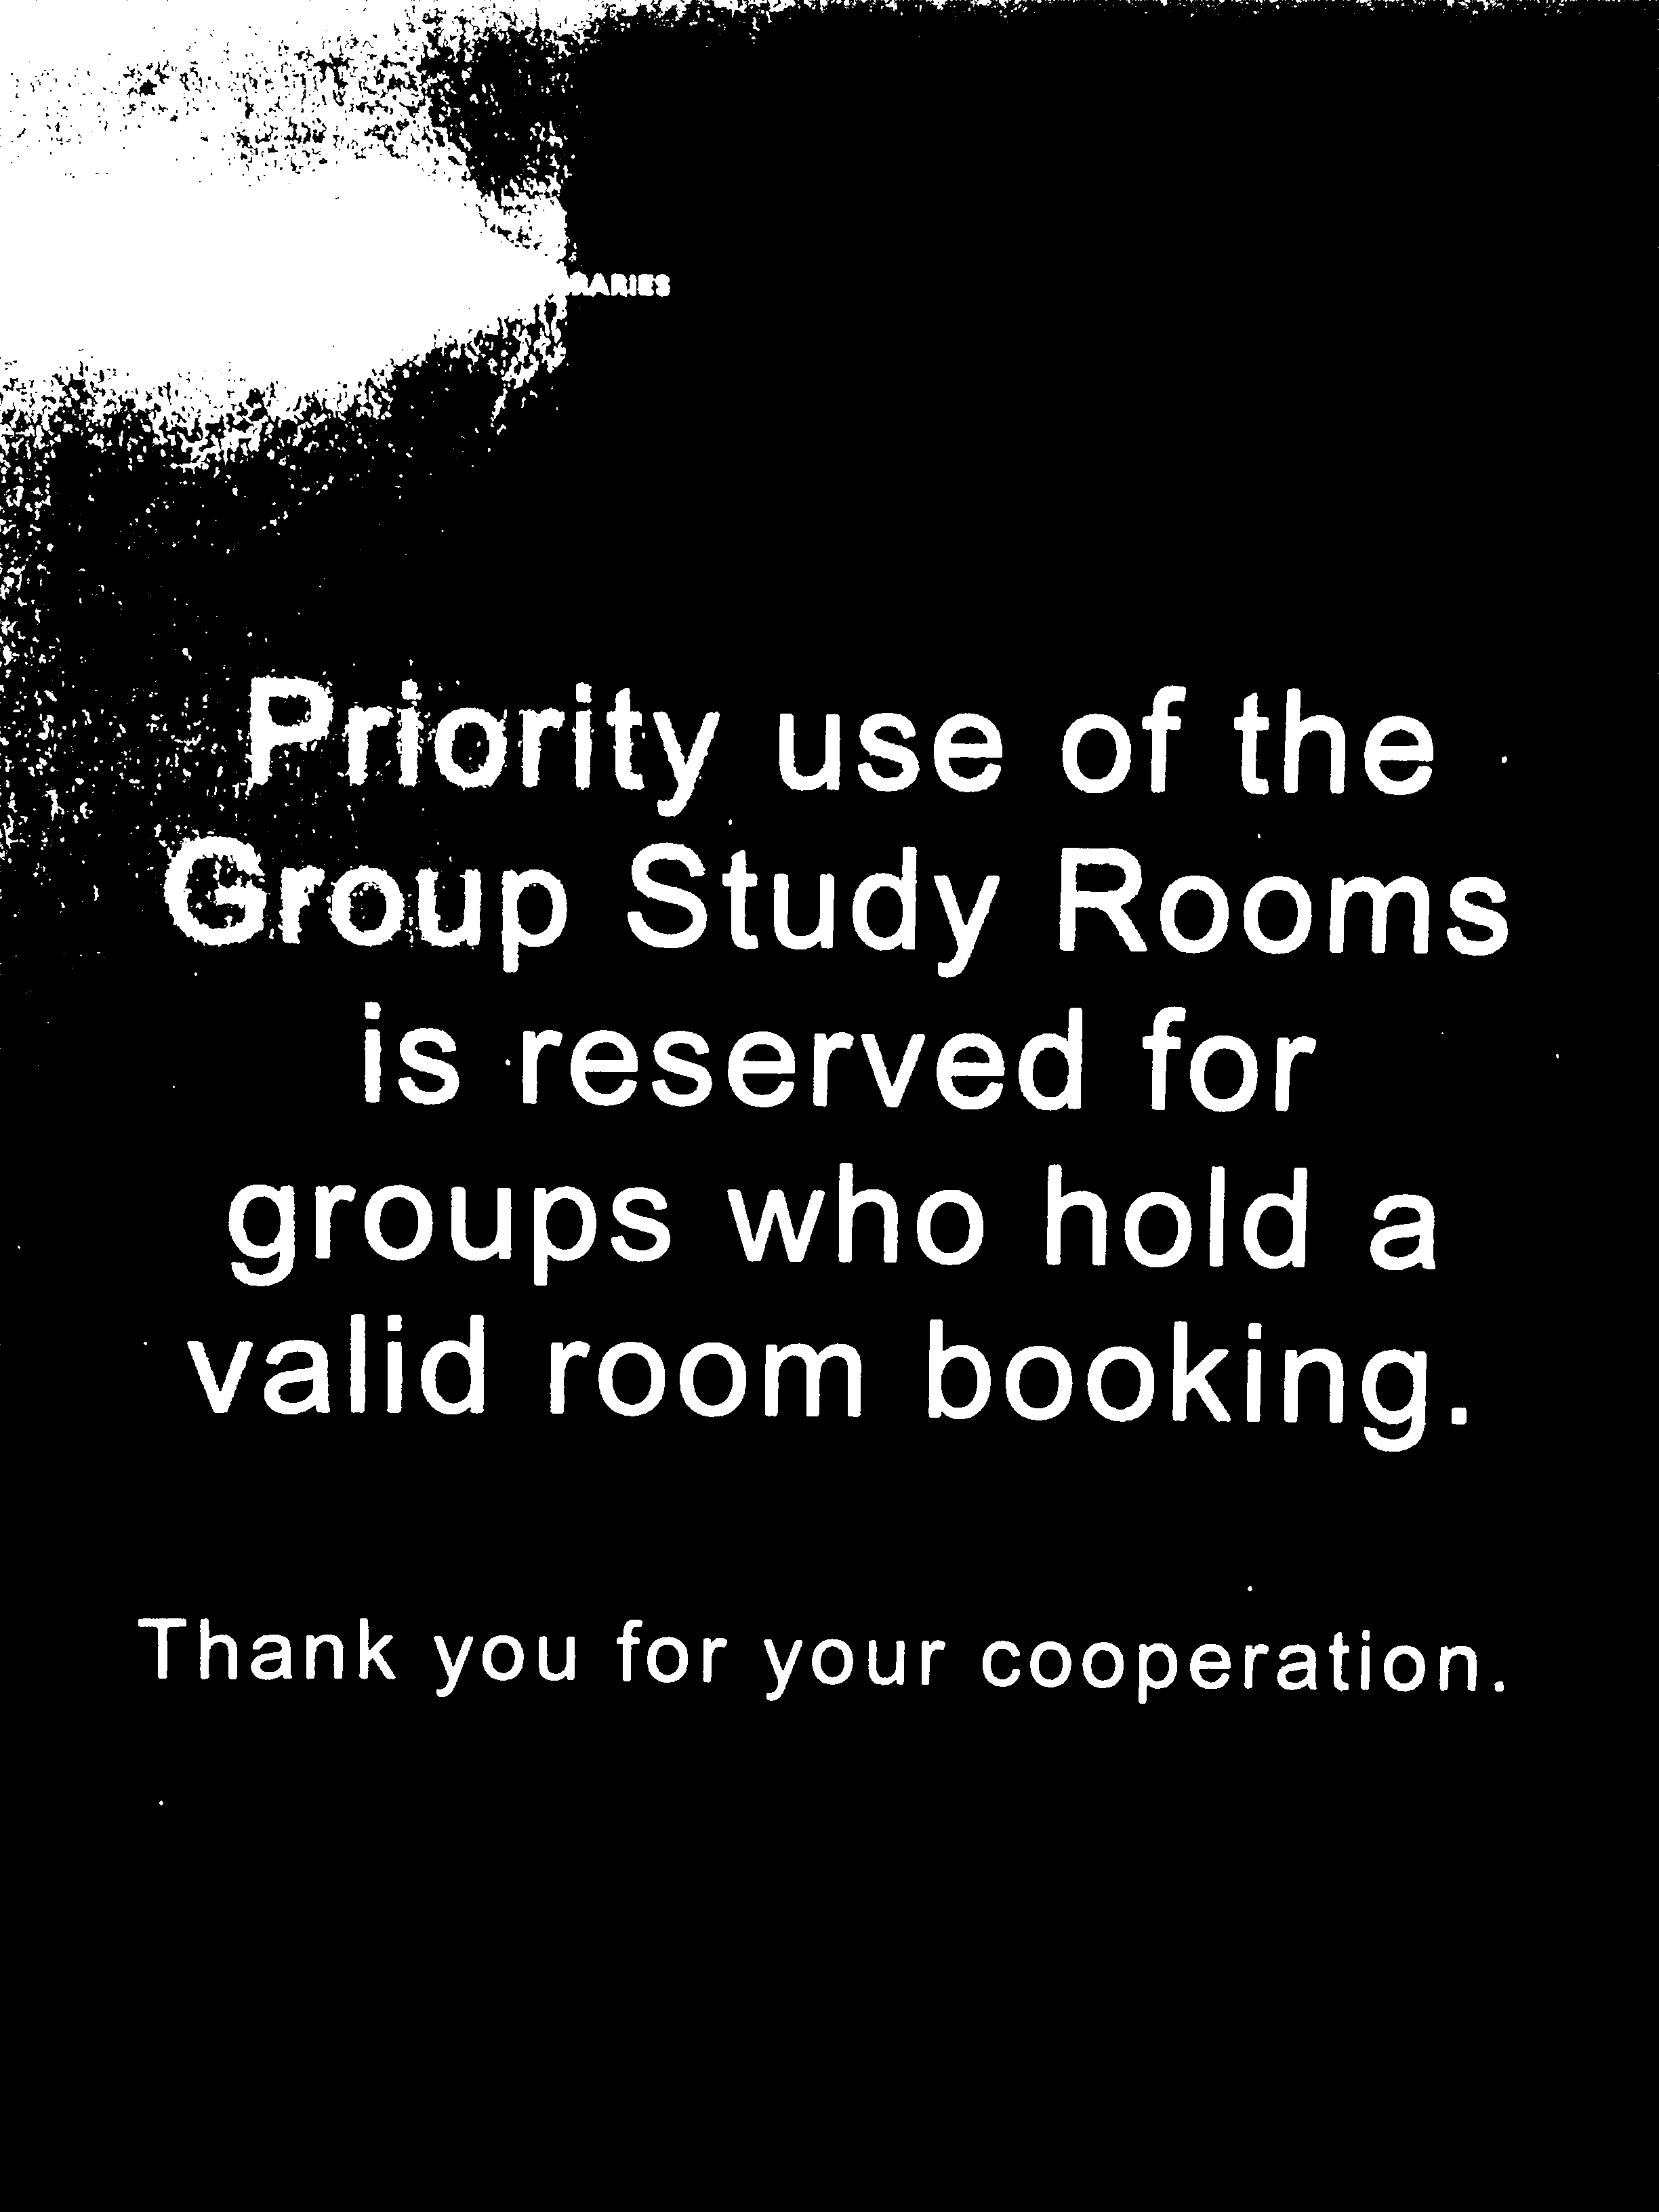 Priority use of the
Group Study Rooms
is reserved for
groups who hold a
valid room booking.
Thank you for your cooperation.